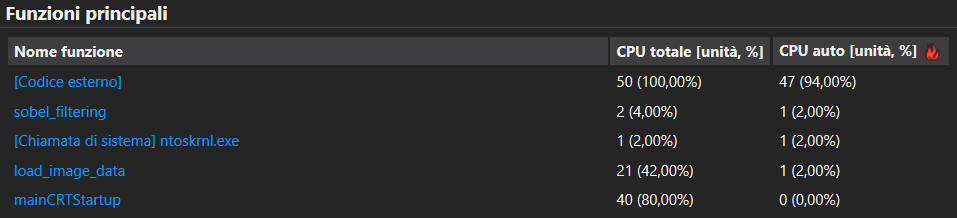 Funzioni principali
Nome funzione CPU totale [unità, %] CPU auto [unità, %]
[Codice esterno] 50 (100,00%) 47 (94,00%)
sobel_filtering 2 (4,00%) 1 (2,00%)
[Chiamata di sistema] ntoskrnl.exe 1 (2,00%) 1 (2,00%)
load_image_data 21 (42,00%) 1 (2,00%)
mainCRTStartup 40 (80,00%) 0 (0,00%)